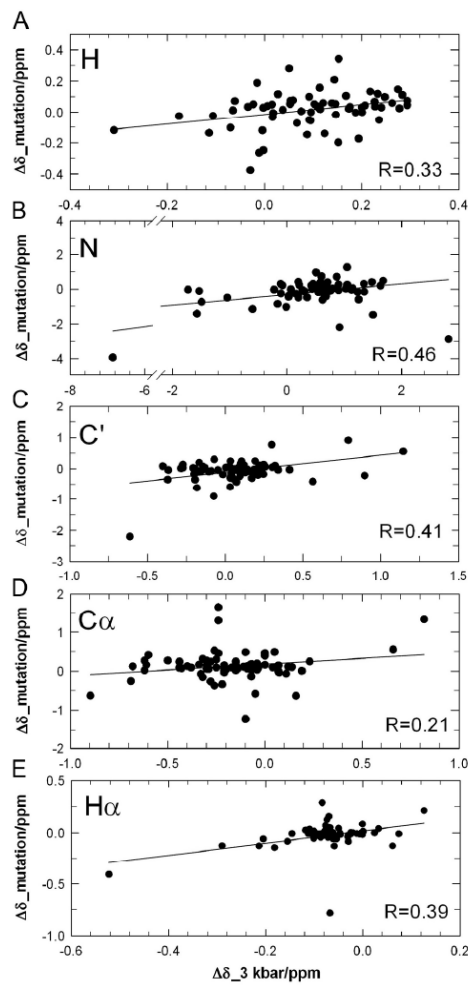 A
H
Δδ_mutation/ppm
0.4
0.2
0.0
-0.2
-0.4
R=0.33
-0.4 -0.2 0.0 0.2 0.4
B
N
Δδ_mutation/ppm
4
2
0
-2
-4
R=0.46
-8 -6 -2 0 2
C
C'
Δδ_mutation/ppm
2
1
0
-1
-2
-3
R=0.41
-1.0 -0.5 0.0 0.5 1.0 1.5
D
Cα
Δδ_mutation/ppm
2
1
0
-1
-2
R=0.21
-1.0 -0.5 0.0 0.5 1.0
E
Hα
Δδ_mutation/ppm
0.5
0.0
-0.5
-1.0
R=0.39
-0.6 -0.4 -0.2 0.0 0.2
Δδ_3 kbar/ppm